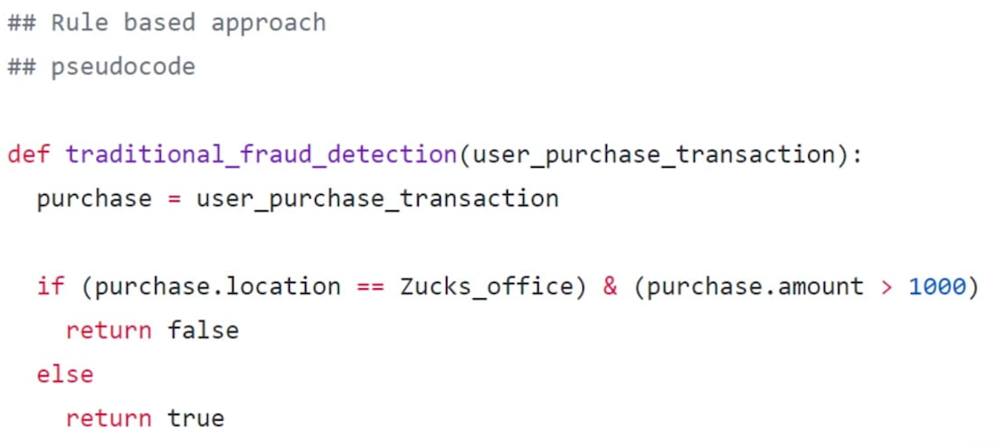 ## Rule based approach
## pseudocode
def traditional_fraud_detection(user_purchase_transaction):
purchase = user_purchase_transaction
if (purchase.location == Zucks_office) & (purchase.amount > 1000)
return false
else
return true